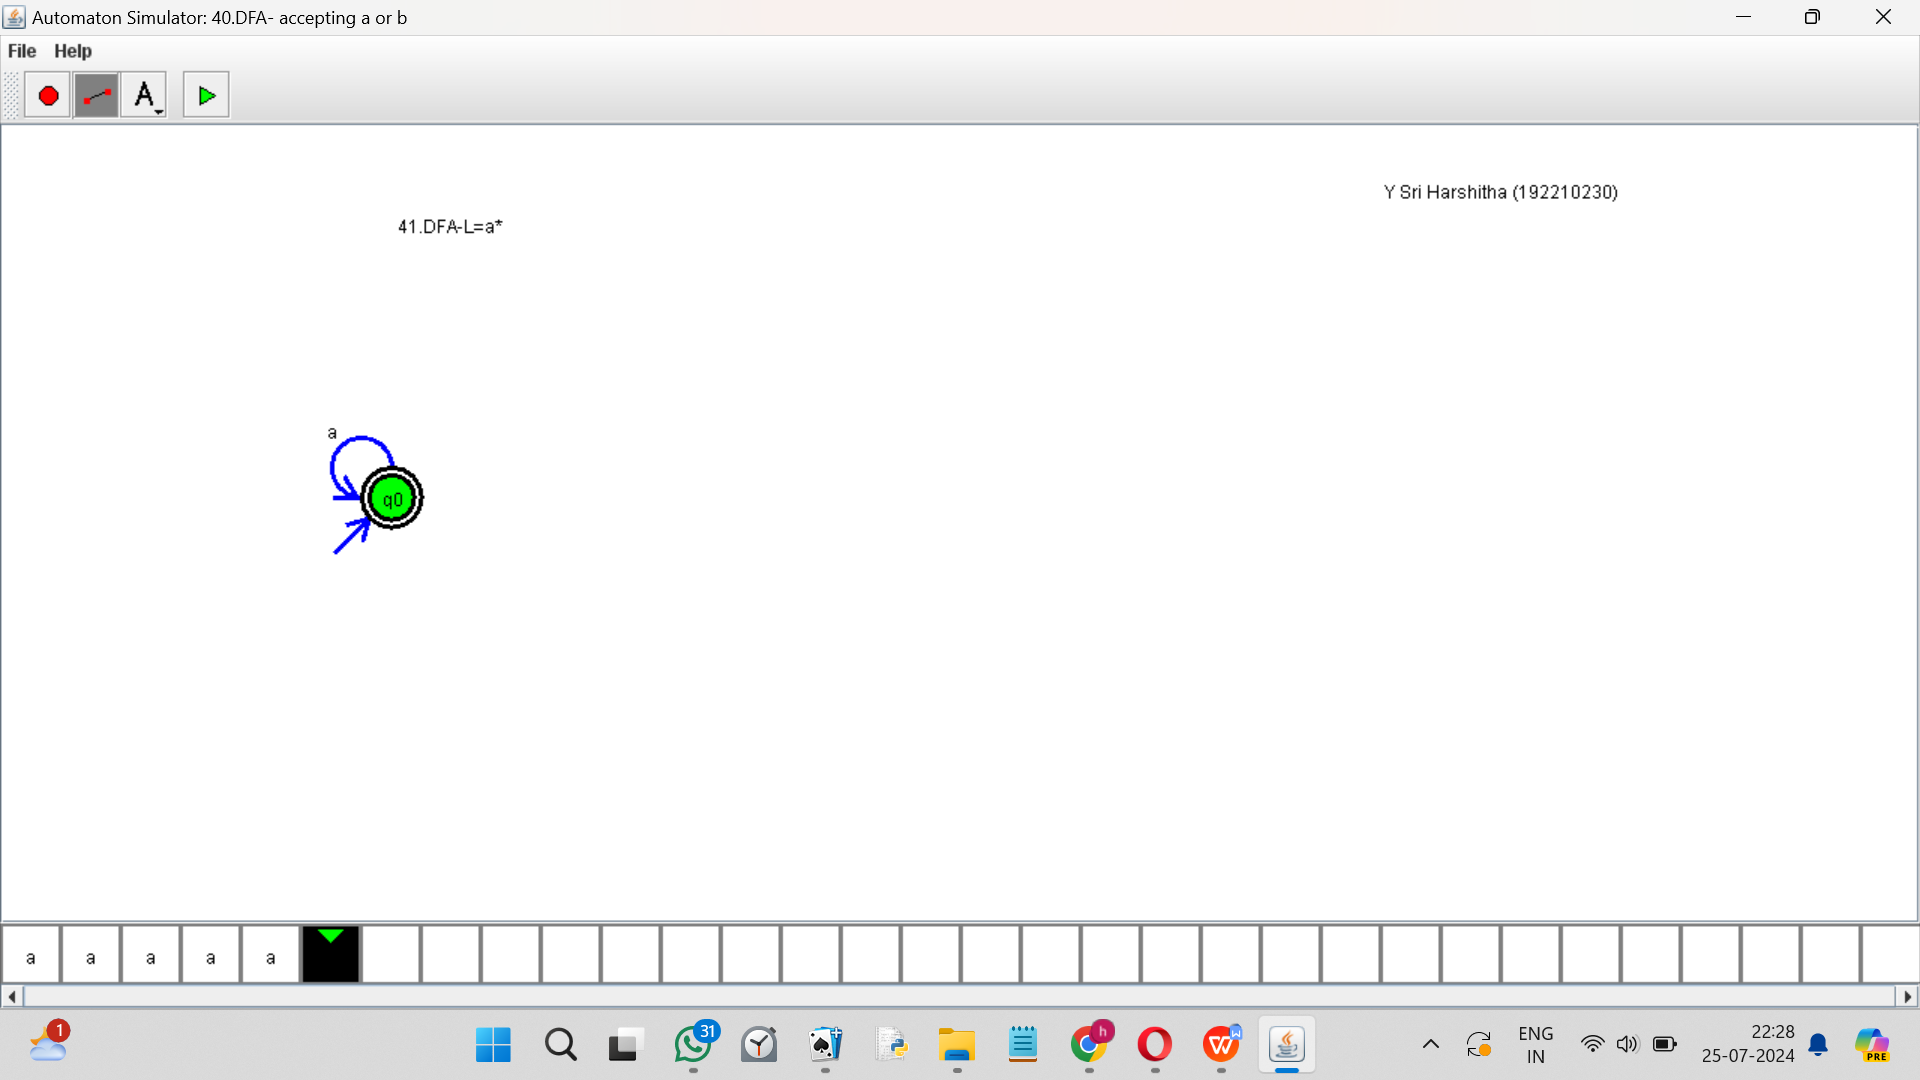 Automaton Simulator: 40.DFA- accepting a or b
File Help
A
Y Sri Harshitha (192210230)
41.DFA-L=a*
a
q0
a a a a a
1
31
h
W
W
ENG
IN
22:28
25-07-2024
PRE